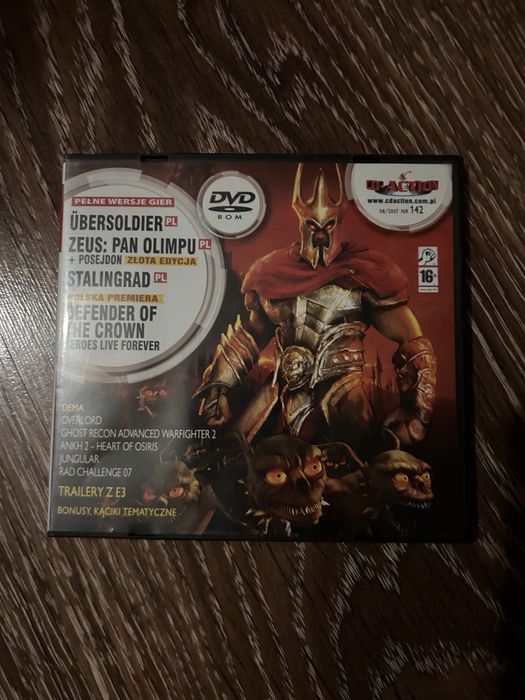 PEŁNE WERSJE GIER
ÜBERSOLDIER PL
ZEUS: PAN OLIMPU PL
+ POSEJDON ZŁOTA EDYCJA
STALINGRAD PL
POLSKA PREMIERA
DEFENDER OF
THE CROWN
HEROES LIVE FOREVER
DVD
ROM
CD-ACTION
www.cdaction.com.pl
08/2007 NR 142
16+
DEMA
OVERLORD
GHOST RECON ADVANCED WARFIGHTER 2
ANKH 2 - HEART OF OSIRIS
JUNGULAR
RAD CHALLENGE 07
TRAILERY Z E3
BONUSY, KĄCIKI TEMATYCZNE